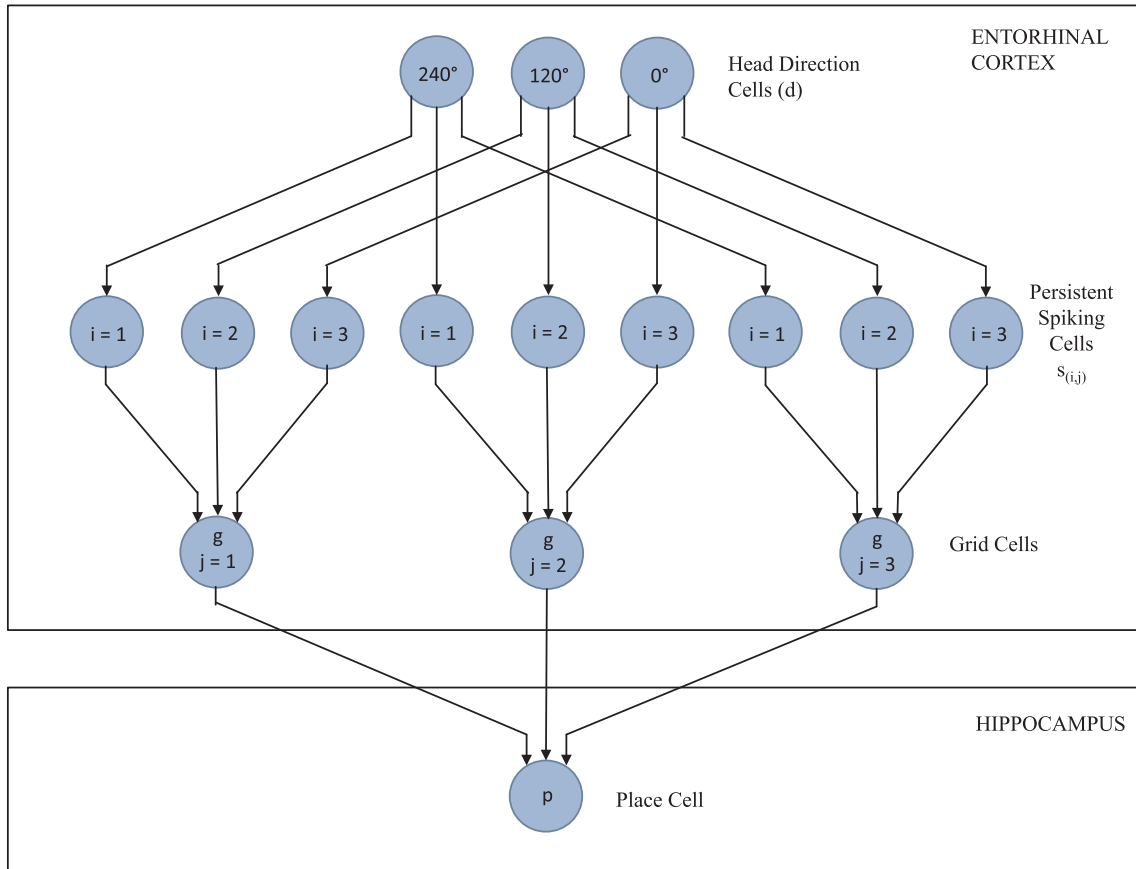 ENTORHINAL
CORTEX
Head Direction
Cells (d)
240°
120°
0°
Persistent
Spiking
Cells
s(i,j)
i = 1
i = 2
i = 3
i = 1
i = 2
i = 3
i = 1
i = 2
i = 3
g
j = 1
g
j = 2
g
j = 3
Grid Cells
HIPPOCAMPUS
p
Place Cell